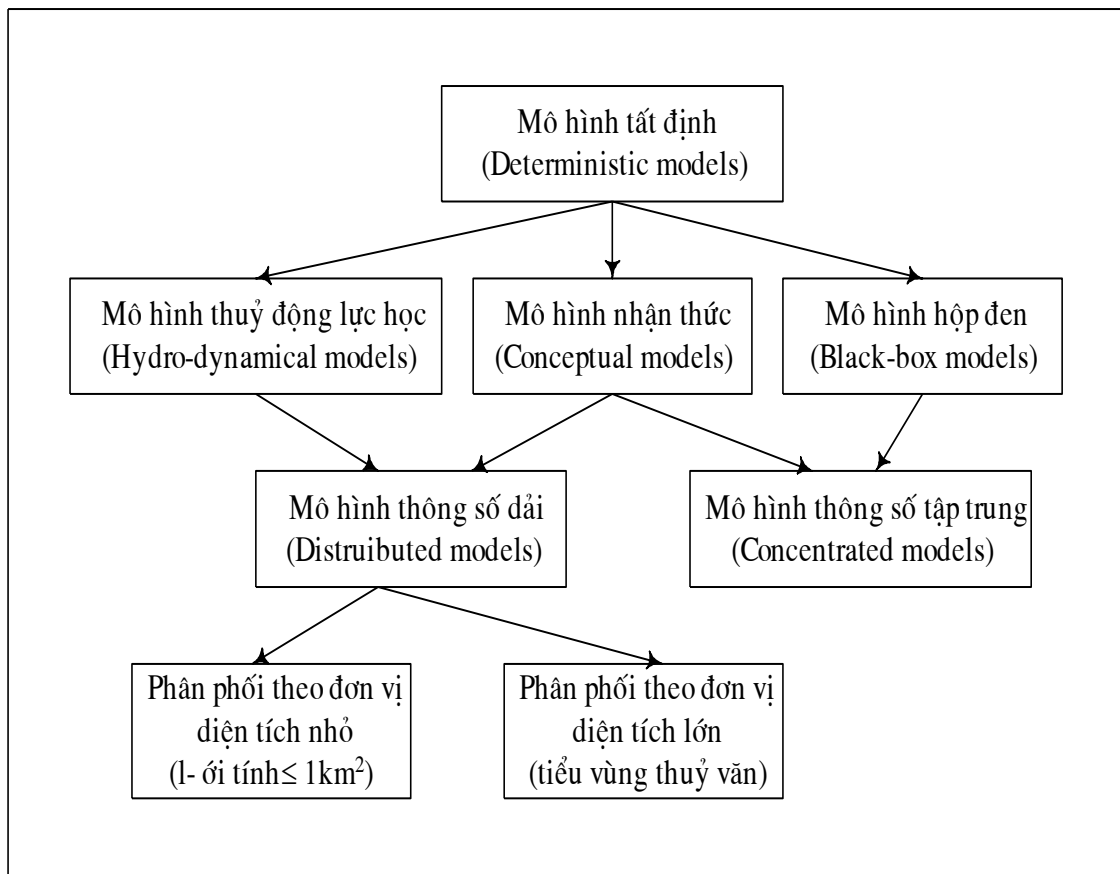 Mô hình tất định
(Deterministic models)
Mô hình thuỷ động lực học
(Hydro-dynamical models)
Mô hình nhận thức
(Conceptual models)
Mô hình hộp đen
(Black-box models)
Mô hình thông số dải
(Distruibuted models)
Mô hình thông số tập trung
(Concentrated models)
Phân phối theo đơn vị
diện tích nhỏ
(l- ới tính≤ 1km²)
Phân phối theo đơn vị
diện tích lớn
(tiểu vùng thuỷ văn)